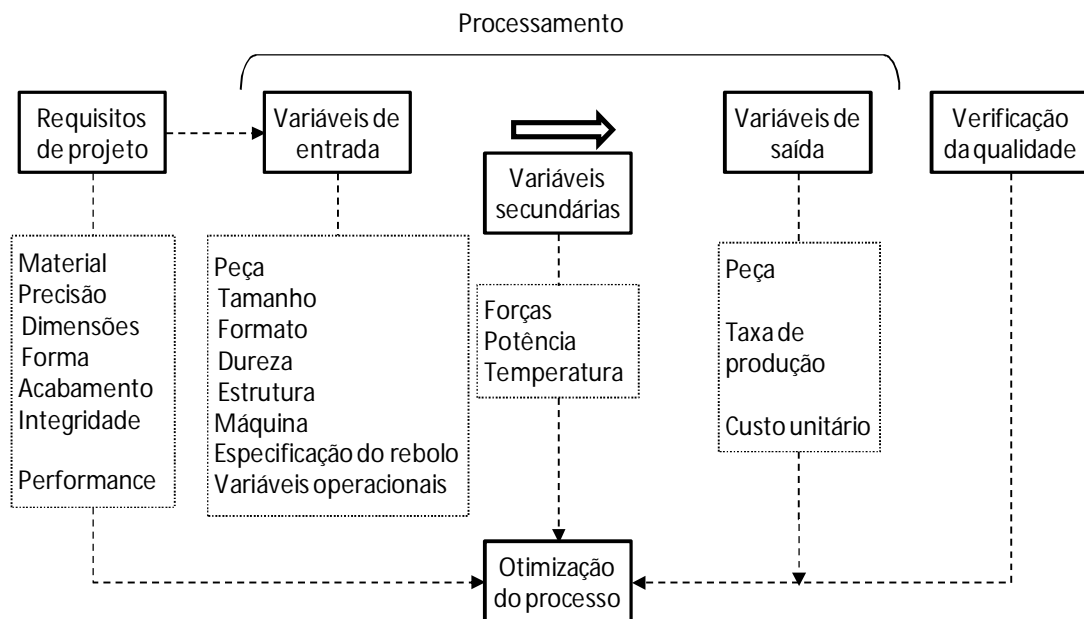 Processamento
Requisitos
de projeto
Variáveis de
entrada
Variáveis
secundárias
Variáveis de
saída
Verificação
da qualidade
Material
Precisão
Dimensões
Forma
Acabamento
Integridade
Performance
Peça
Tamanho
Formato
Dureza
Estrutura
Máquina
Especificação do rebolo
Variáveis operacionais
Forças
Potência
Temperatura
Peça
Taxa de
produção
Custo unitário
Otimização
do processo